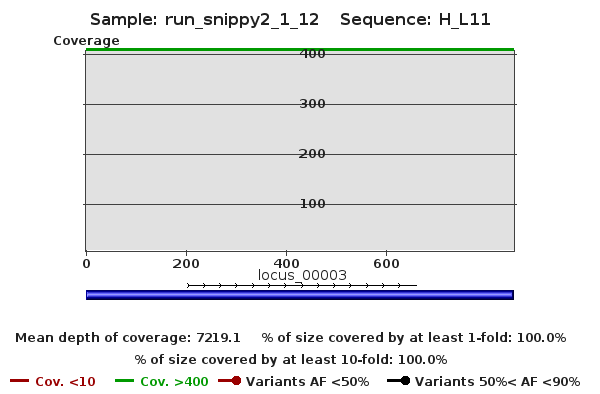 Sample: run_snippy2_1_12 Sequence: H_L11
Coverage
400
300
200
100
0 200 400 600
locus_00003
Mean depth of coverage: 7219.1 % of size covered by at least 1-fold: 100.0%
% of size covered by at least 10-fold: 100.0%
Cov. <10 Cov. >400 Variants AF <50% Variants 50%< AF <90%